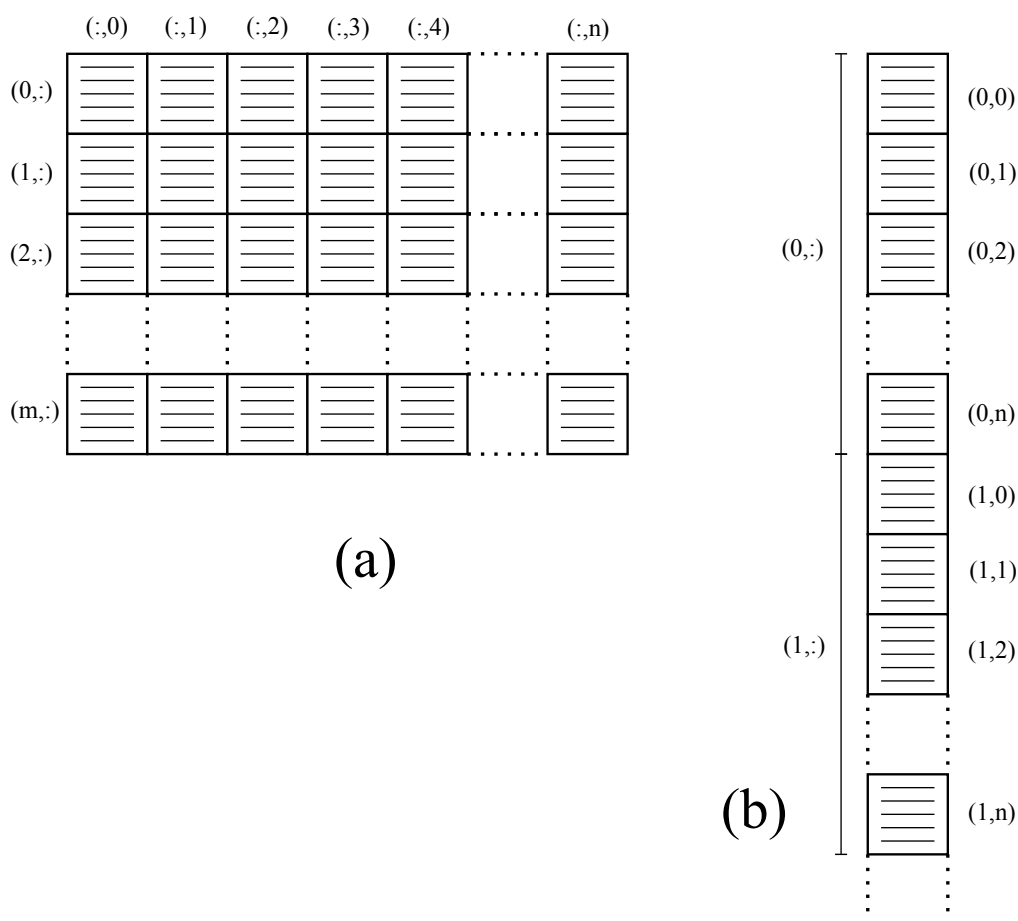 (:,0) (:,1) (:,2) (:,3) (:,4) (:,n)
(0,:)
(1,:)
(2,:)
(m,:)
(a)
(0,:)
(1,:)
(0,0)
(0,1)
(0,2)
(0,n)
(1,0)
(1,1)
(1,2)
(1,n)
(b)